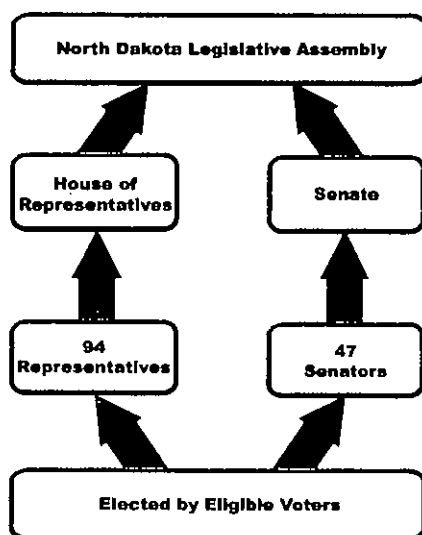 North Dakota Legislative Assembly
House of
Representatives
Senate
94
Representatives
47
Senators
Elected by Eligible Voters